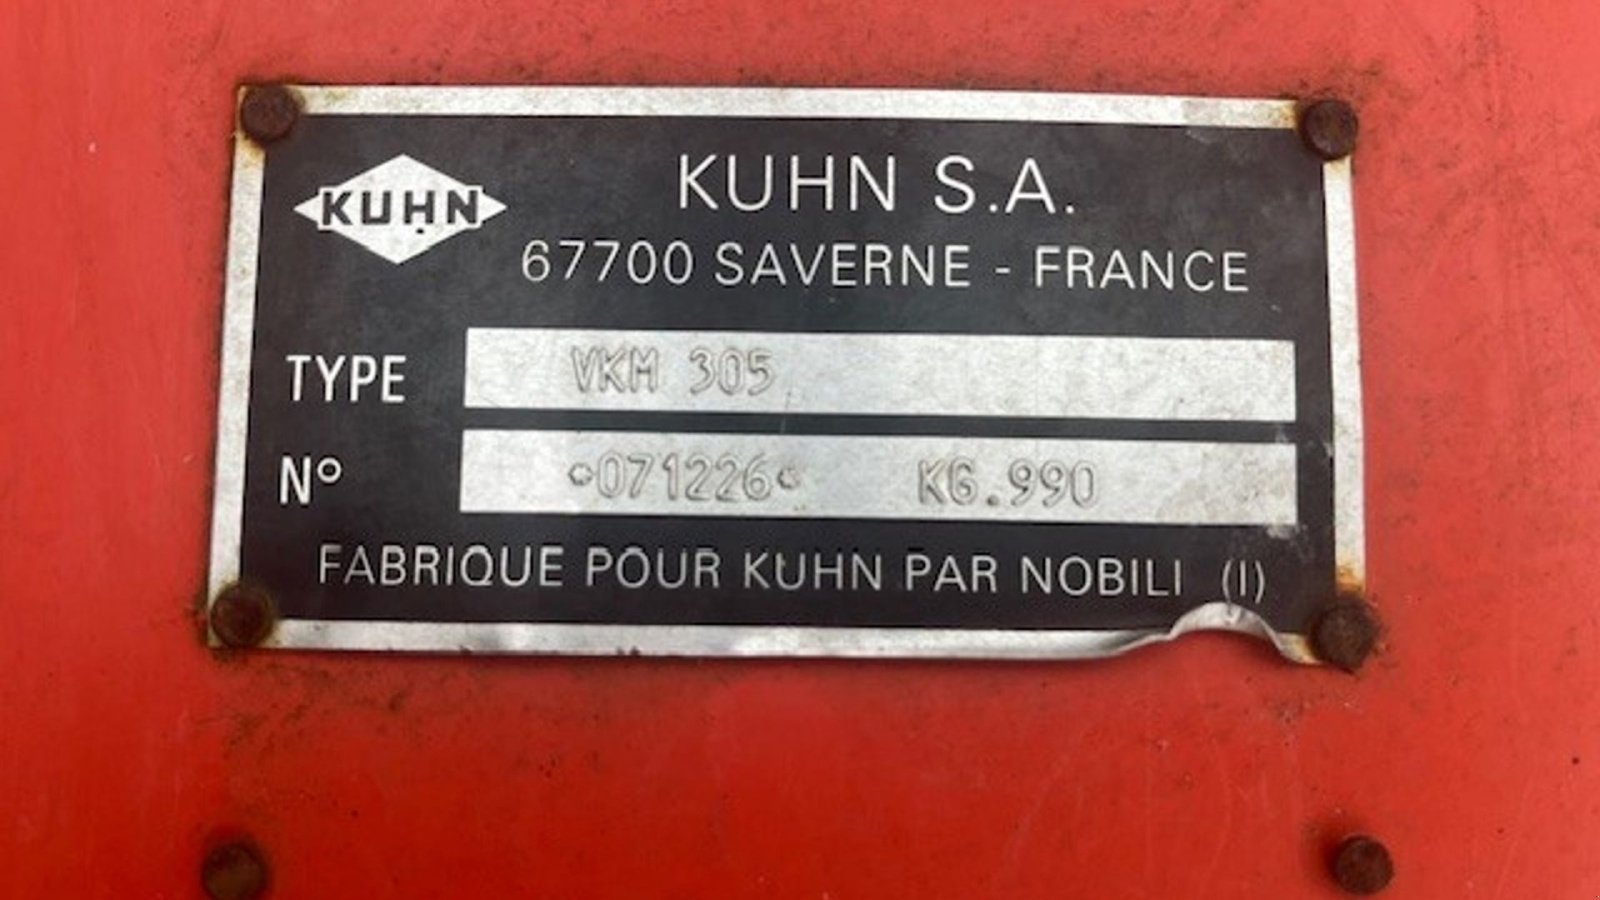 KUHN
KUHN S.A.
67700 SAVERNE - FRANCE
TYPE VKM 305
N° *071226* KG.990
FABRIQUE POUR KUHN PAR NOBILI (I)